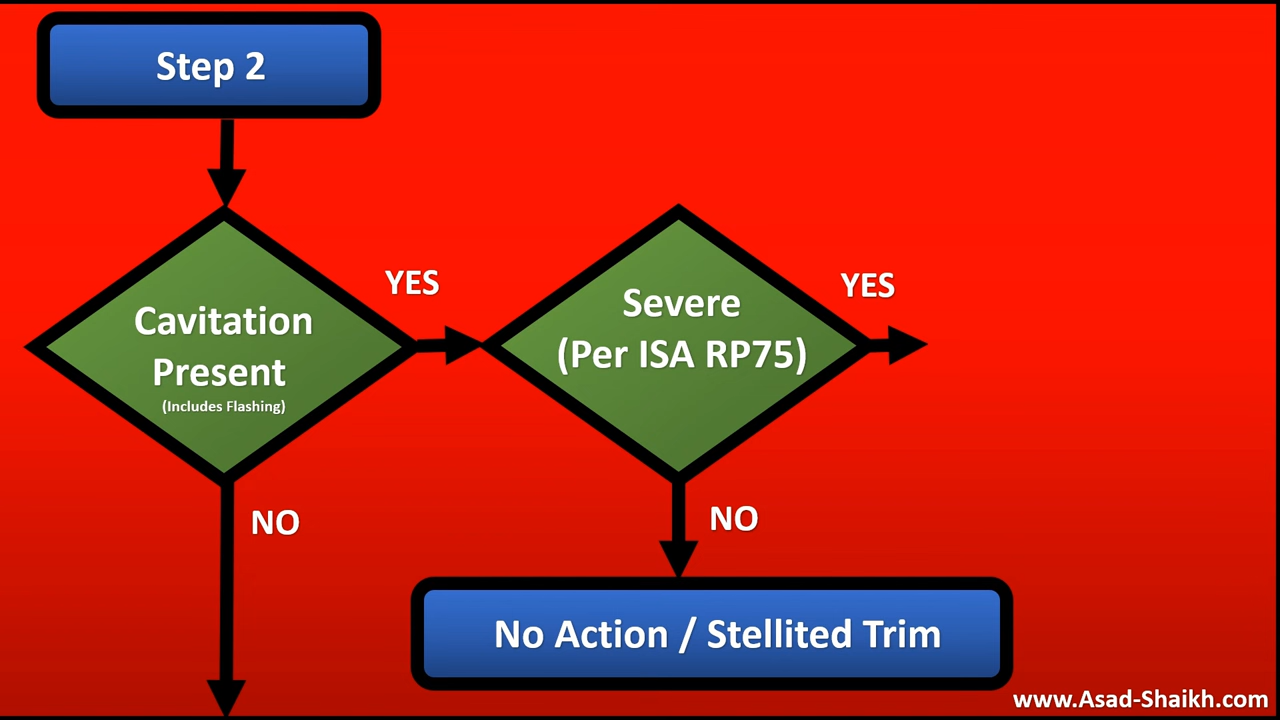 Step 2
Cavitation
Present
(Includes Flashing)
YES
NO
Severe
(Per ISA RP75)
YES
NO
No Action / Stellited Trim
www.Asad-Shaikh.com